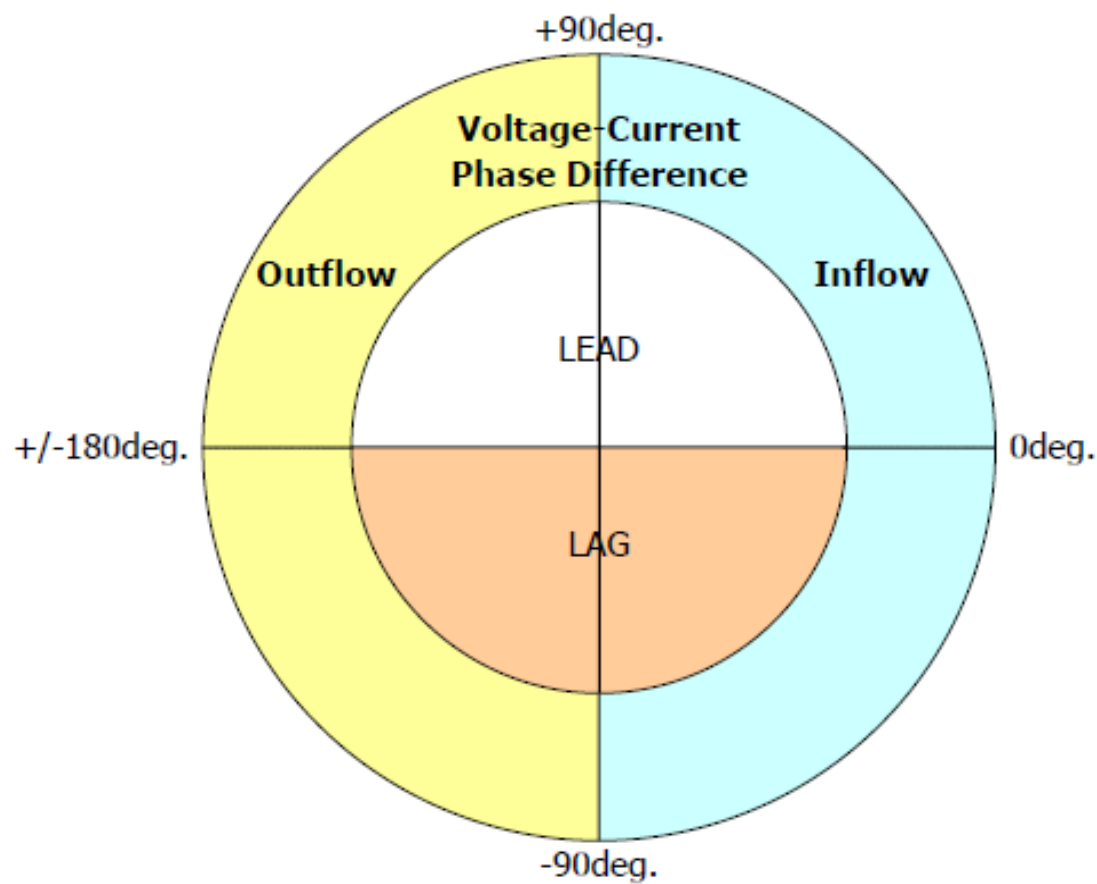 +90deg.
Voltage-Current
Phase Difference
Outflow
Inflow
LEAD
+/-180deg.
0deg.
LAG
-90deg.